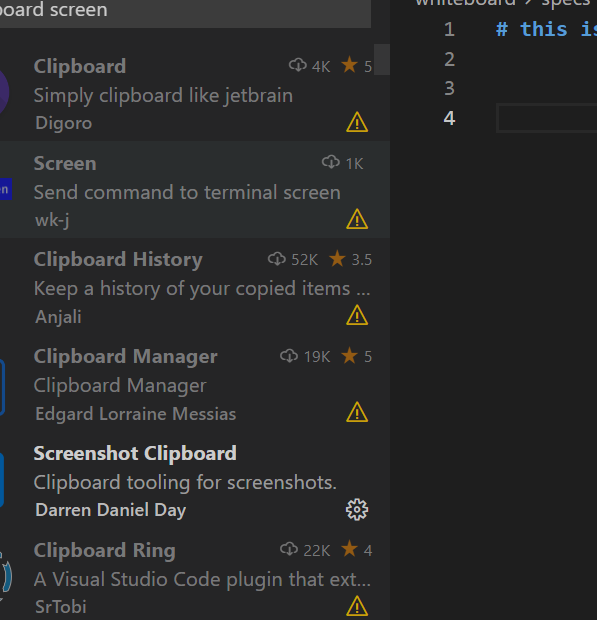 board screen
whiteboard > specs
Clipboard 4K ★ 5
Simply clipboard like jetbrain
Digoro
Screen 1K
Send command to terminal screen
wk-j
Clipboard History 52K ★ 3.5
Keep a history of your copied items ...
Anjali
Clipboard Manager 19K ★ 5
Clipboard Manager
Edgard Lorraine Messias
Screenshot Clipboard
Clipboard tooling for screenshots.
Darren Daniel Day
Clipboard Ring 22K ★ 4
A Visual Studio Code plugin that ext...
SrTobi
1 # this is
2
3
4